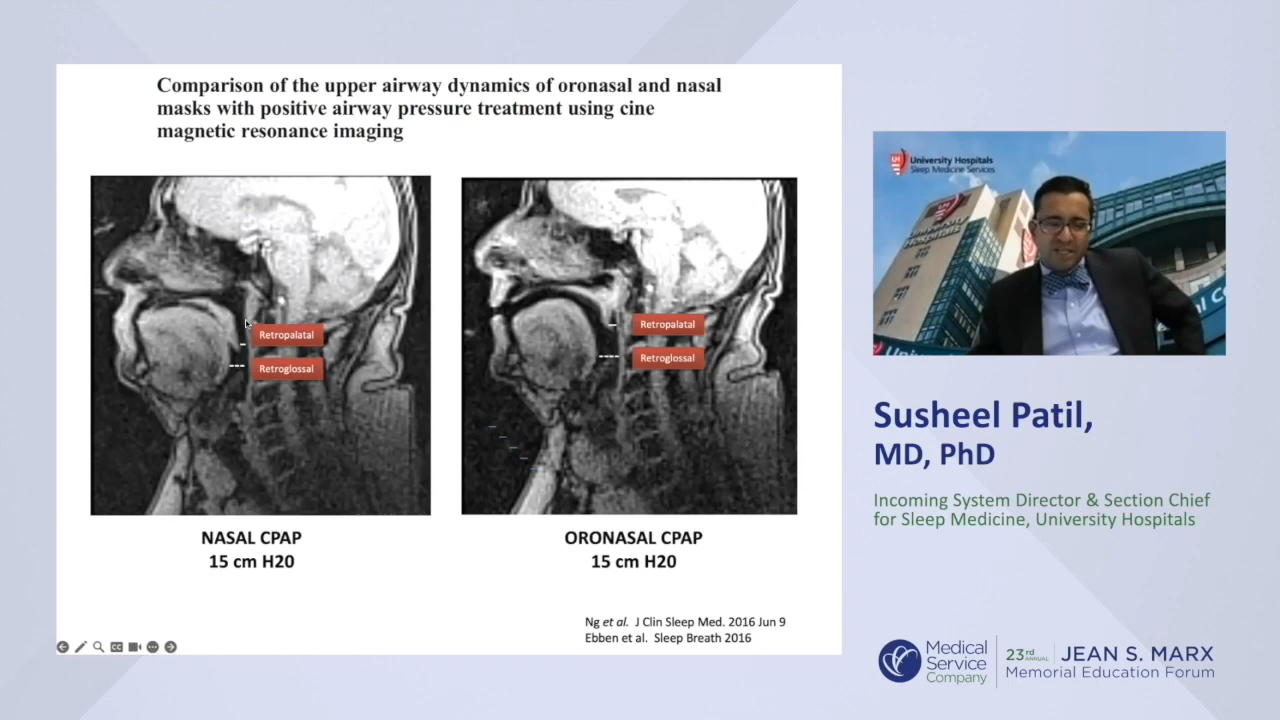 Comparison of the upper airway dynamics of oronasal and nasal
masks with positive airway pressure treatment using cine
magnetic resonance imaging
Retropalatal
Retroglossal
Retropalatal
Retroglossal
NASAL CPAP
15 cm H20
ORONASAL CPAP
15 cm H20
Ng et al. J Clin Sleep Med. 2016 Jun 9
Ebben et al. Sleep Breath 2016
UH University Hospitals
Sleep Medicine Services
UH
University
Hospitals
Susheel Patil,
MD, PhD
Incoming System Director & Section Chief
for Sleep Medicine, University Hospitals
Medical
Service
Company
23rd ANNUAL
JEAN S. MARX
Memorial Education Forum